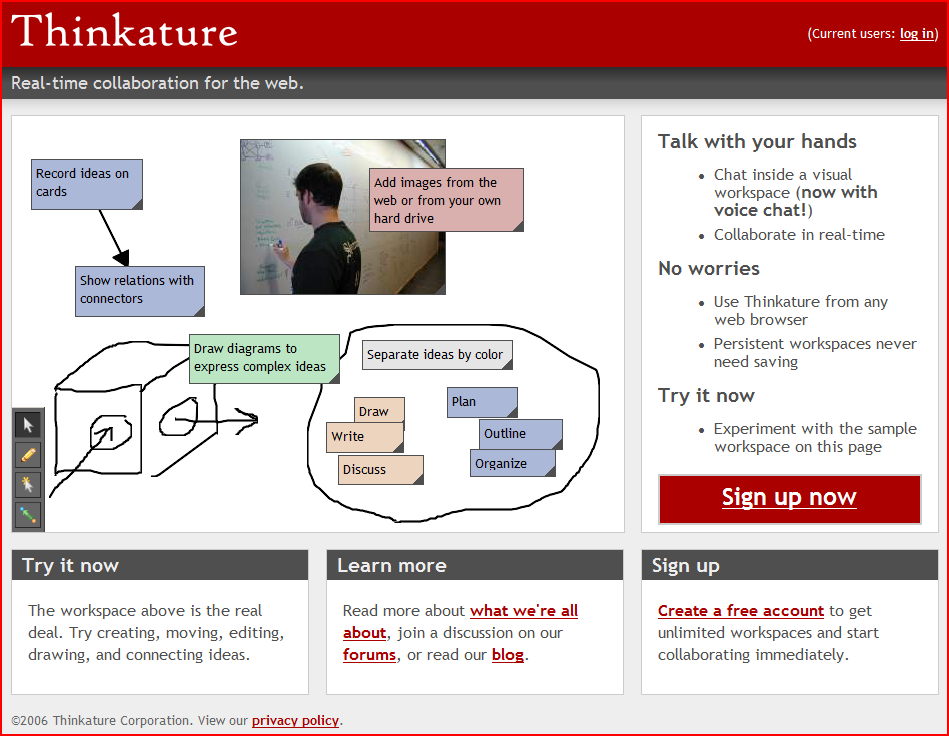 Thinkature
(Current users: log in)
Real-time collaboration for the web.
Record ideas on
cards
Show relations with
connectors
Add images from the
web or from your own
hard drive
Draw diagrams to
express complex ideas
Separate ideas by color
Draw
Write
Discuss
Plan
Outline
Organize
Talk with your hands
• Chat inside a visual
workspace (now with
voice chat!)
• Collaborate in real-time
No worries
• Use Thinkature from any
web browser
• Persistent workspaces never
need saving
Try it now
• Experiment with the sample
workspace on this page
Sign up now
Try it now
The workspace above is the real
deal. Try creating, moving, editing,
drawing, and connecting ideas.
Learn more
Read more about what we're all
about, join a discussion on our
forums, or read our blog.
Sign up
Create a free account to get
unlimited workspaces and start
collaborating immediately.
©2006 Thinkature Corporation. View our privacy policy.